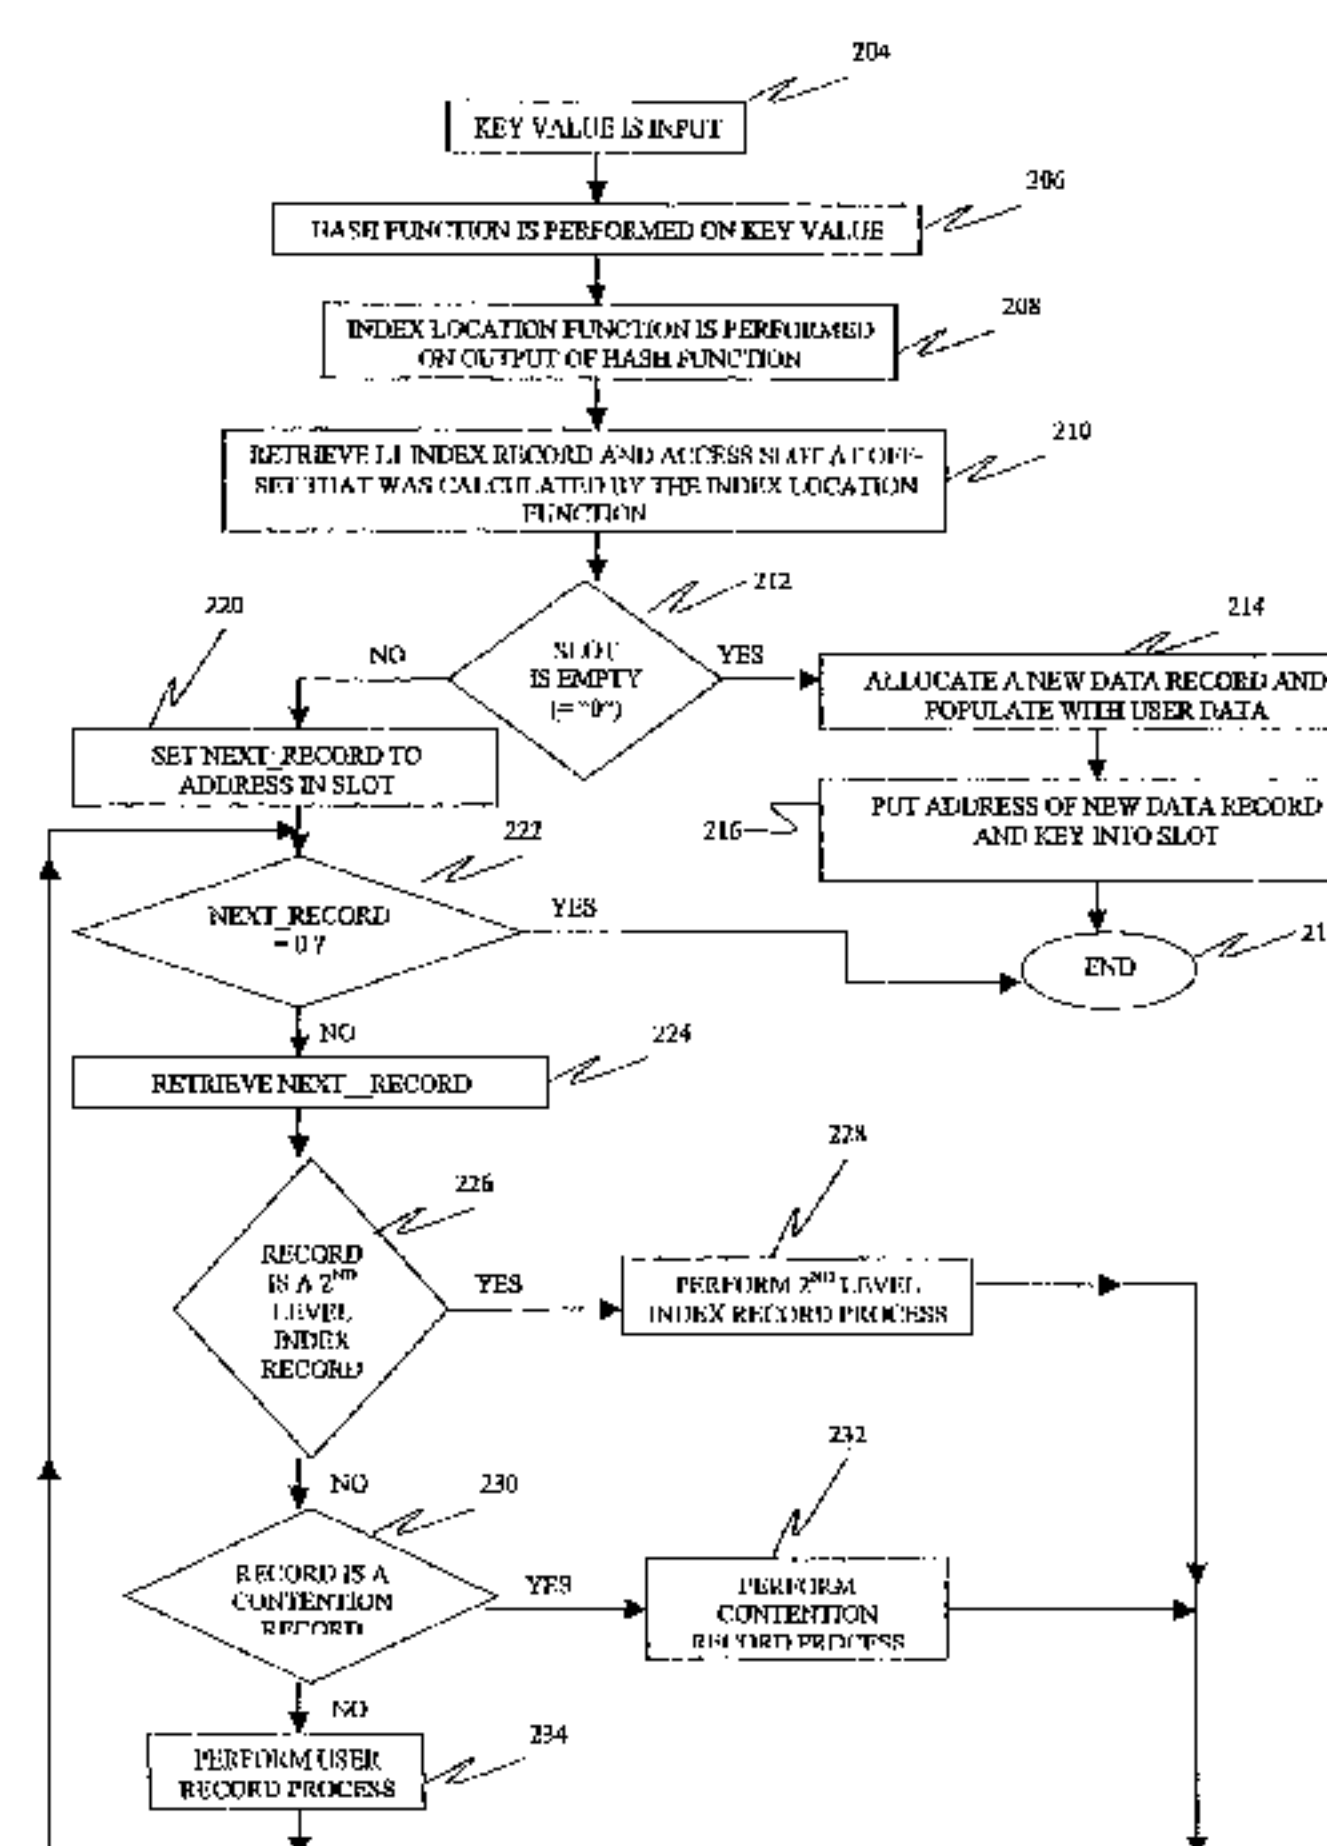 204
KEY VALUE IS INPUT
206
HASH FUNCTION IS PERFORMED ON KEY VALUE
208
INDEX LOCATION FUNCTION IS PERFORMED
ON OUTPUT OF HASH FUNCTION
210
RETRIEVE L1 INDEX RECORD AND ACCESS SLOT AT OFF-
SET THAT WAS CALCULATED BY THE INDEX LOCATION
FUNCTION
212
220
214
NO
SLOT
IS EMPTY
(= "0")
YES
ALLOCATE A NEW DATA RECORD AND
POPULATE WITH USER DATA
SET NEXT_RECORD TO
ADDRESS IN SLOT
216
PUT ADDRESS OF NEW DATA RECORD
AND KEY INTO SLOT
222
NEXT_RECORD
= 0 ?
YES
21
END
NO
224
RETRIEVE NEXT__RECORD
228
226
RECORD
IS A 2ND
LEVEL
INDEX
RECORD
YES
PERFORM 2ND LEVEL
INDEX RECORD PROCESS
232
NO
230
RECORD IS A
CONTENTION
RECORD
YES
PERFORM
CONTENTION
RECORD PROCESS
NO
234
PERFORM USER
RECORD PROCESS